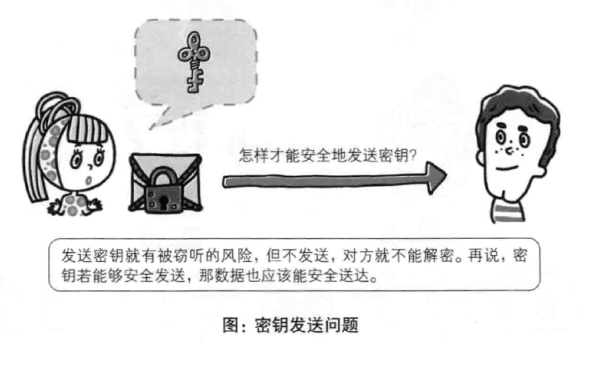 怎样才能安全地发送密钥?
发送密钥就有被窃听的风险，但不发送，对方就不能解密。再说，密
钥若能够安全发送，那数据也应该能安全送达。
图：密钥发送问题